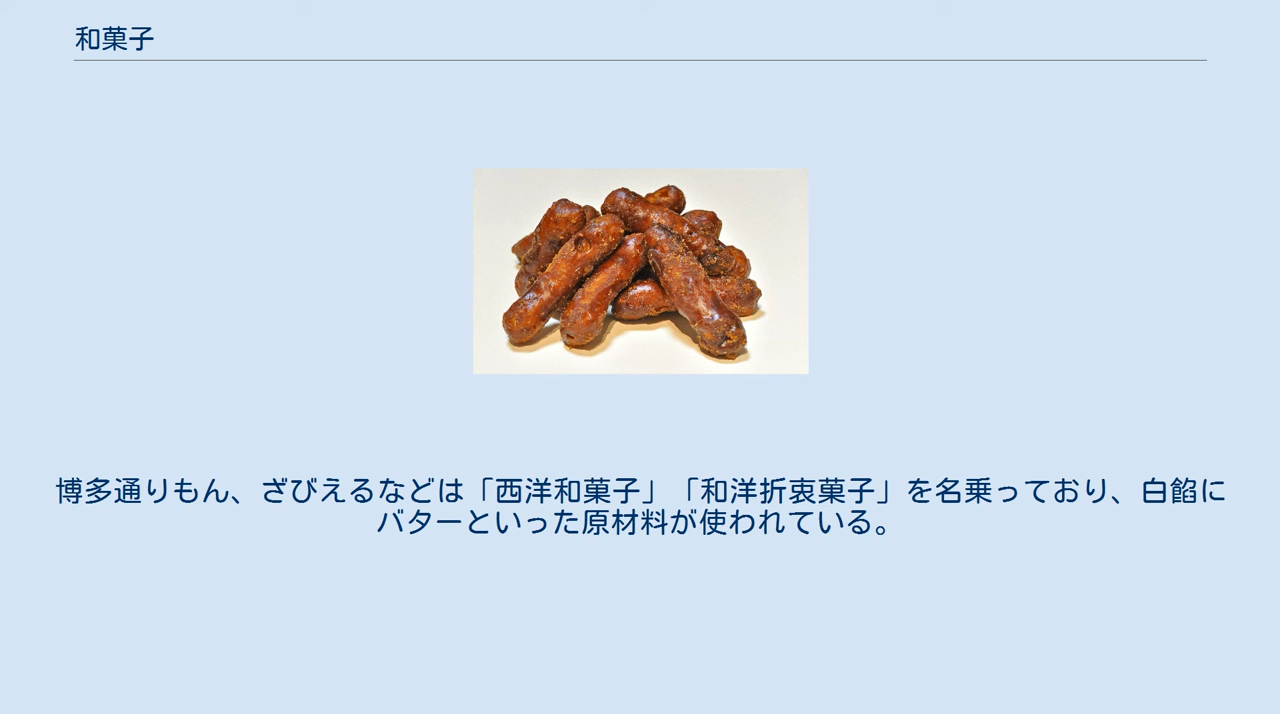 和菓子
博多通りもん、ざびえるなどは「西洋和菓子」「和洋折衷菓子」を名乗っており、白餡に
バターといった原材料が使われている。